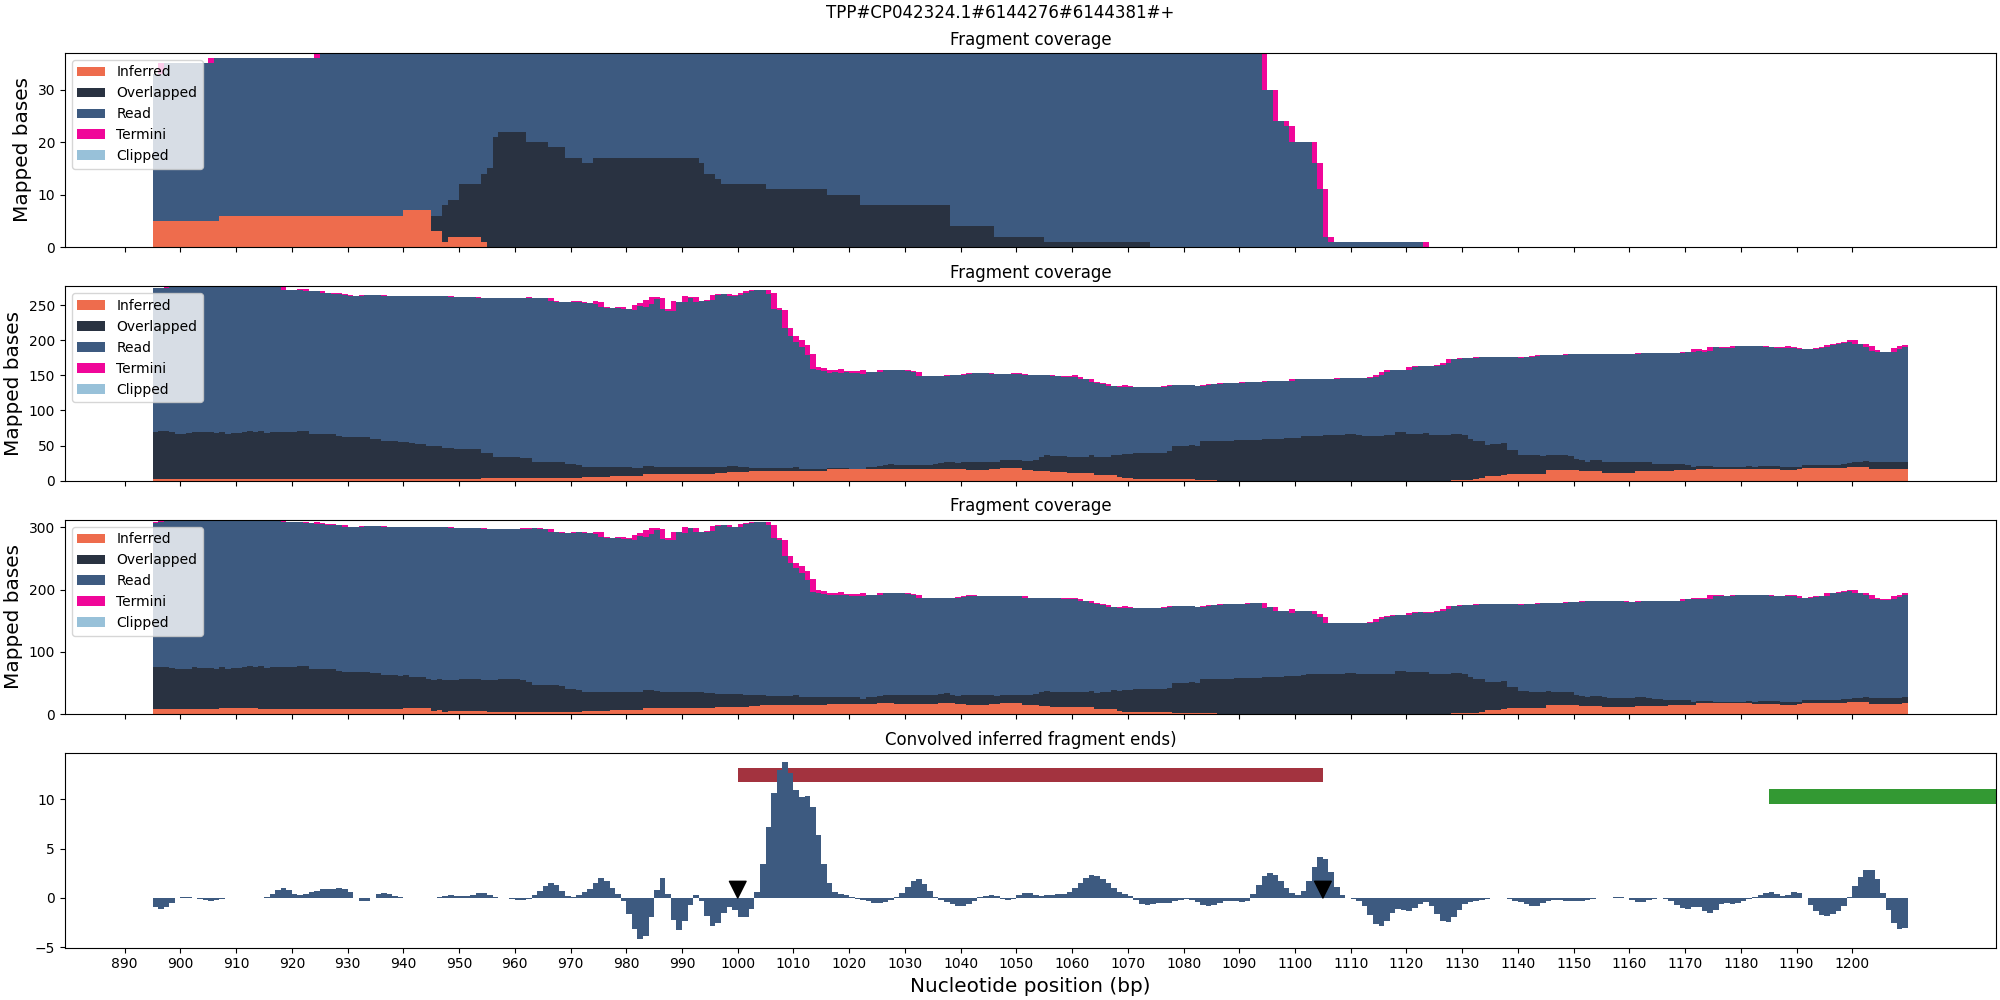 TPP#CP042324.1#6144276#6144381#+
Fragment coverage
Mapped bases
30
20
10
0
Inferred
Overlapped
Read
Termini
Clipped
Fragment coverage
Mapped bases
250
200
150
100
50
0
Inferred
Overlapped
Read
Termini
Clipped
Fragment coverage
Mapped bases
300
200
100
0
Inferred
Overlapped
Read
Termini
Clipped
Convolved inferred fragment ends)
10
5
0
−5
890 900 910 920 930 940 950 960 970 980 990 1000 1010 1020 1030 1040 1050 1060 1070 1080 1090 1100 1110 1120 1130 1140 1150 1160 1170 1180 1190 1200
Nucleotide position (bp)